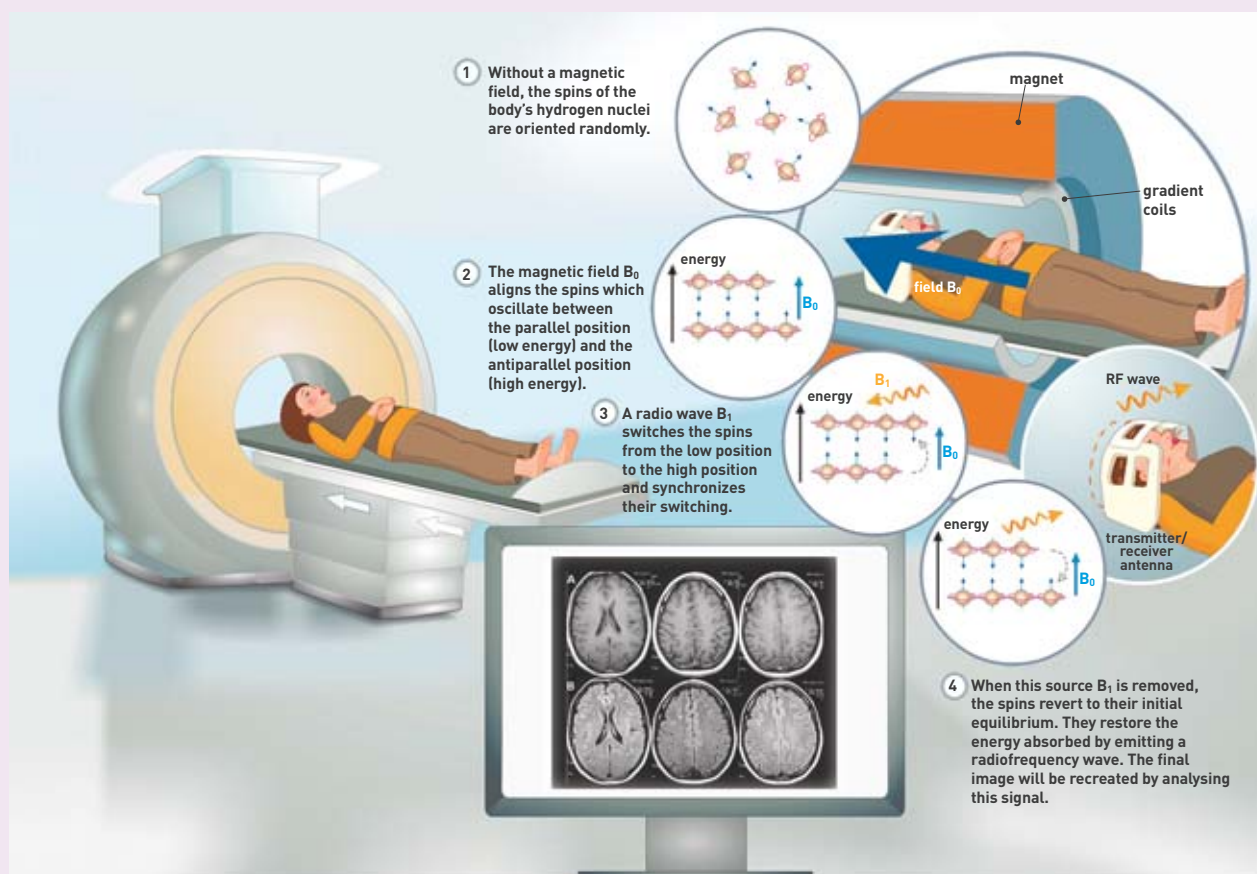 1 Without a magnetic
field, the spins of the
body's hydrogen nuclei
are oriented randomly.
magnet
gradient
coils
2 The magnetic field B₀
aligns the spins which
oscillate between
the parallel position
(low energy) and the
antiparallel position
(high energy).
energy
B₀
field B₀
3 A radio wave B₁
switches the spins
from the low position
to the high position
and synchronizes
their switching.
energy
B₁
B₀
RF wave
transmitter/
receiver
antenna
energy
B₀
A
B
4 When this source B₁ is removed,
the spins revert to their initial
equilibrium. They restore the
energy absorbed by emitting a
radiofrequency wave. The final
image will be recreated by analysing
this signal.